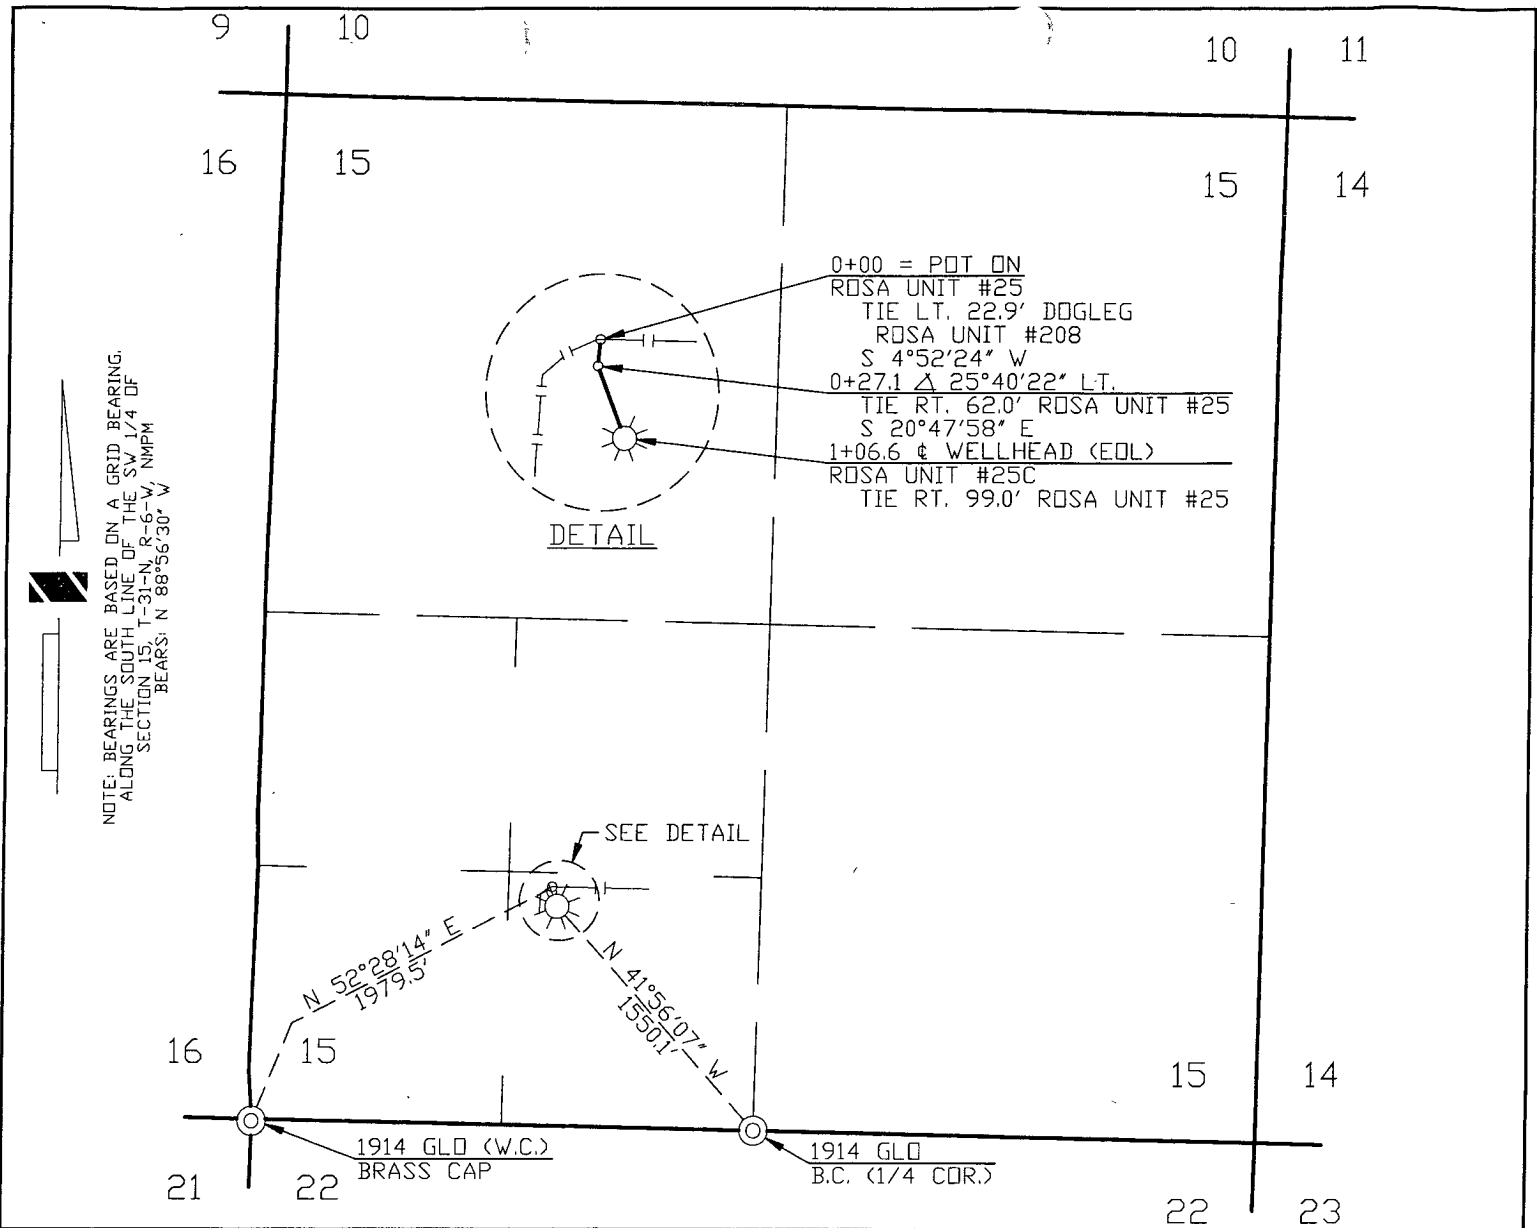 9 10
10 11
16 15
15 14
0+00 = POT ON
ROSA UNIT #25
TIE LT. 22.9' DOGLEG
ROSA UNIT #208
S 4°52'24" W
0+27.1 Δ 25°40'22" LT.
TIE RT. 62.0' ROSA UNIT #25
S 20°47'58" E
1+06.6 ℄ WELLHEAD (EOL)
ROSA UNIT #25C
TIE RT. 99.0' ROSA UNIT #25
DETAIL
NOTE: BEARINGS ARE BASED ON A GRID BEARING.
ALONG THE SOUTH LINE OF THE SW 1/4 OF
SECTION 15, T-31-N, R-6-W, NMPM
BEARS: N 88°56'30" W
SEE DETAIL
N 52°28'14" E
1979.5'
N 41°56'07" W
1550.1'
16 15
15 14
1914 GLO (W.C.)
BRASS CAP
1914 GLO
B.C. (1/4 COR.)
21 22
22 23